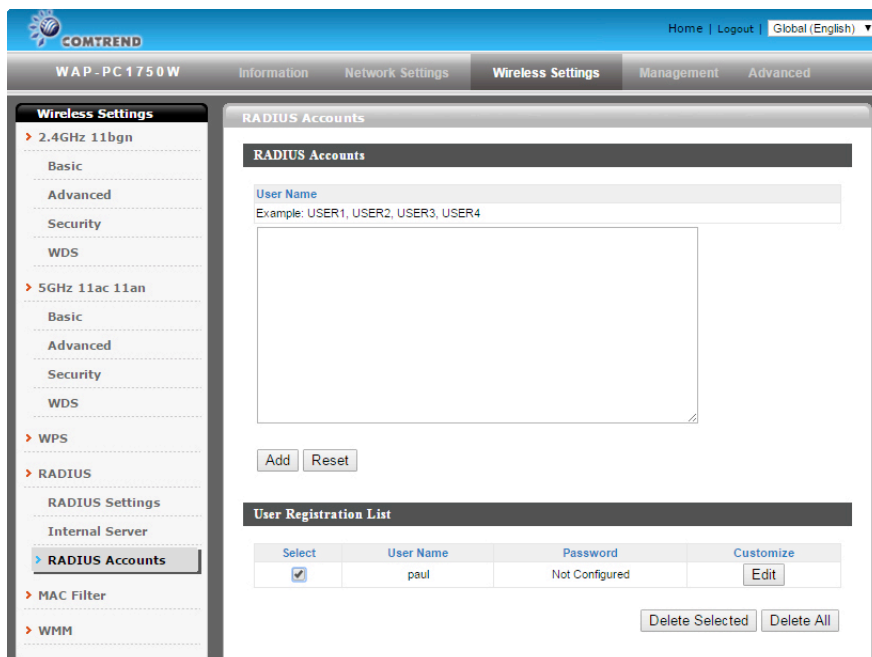 COMTREND
Home | Logout | Global (English)
WAP-PC1750W
Information Network Settings Wireless Settings Management Advanced
Wireless Settings
2.4GHz 11bgn
Basic
Advanced
Security
WDS
5GHz 11ac 11an
Basic
Advanced
Security
WDS
WPS
RADIUS
RADIUS Settings
Internal Server
RADIUS Accounts
MAC Filter
WMM
RADIUS Accounts
RADIUS Accounts
User Name
Example: USER1, USER2, USER3, USER4
Add Reset
User Registration List
Select User Name Password Customize
paul Not Configured Edit
Delete Selected Delete All